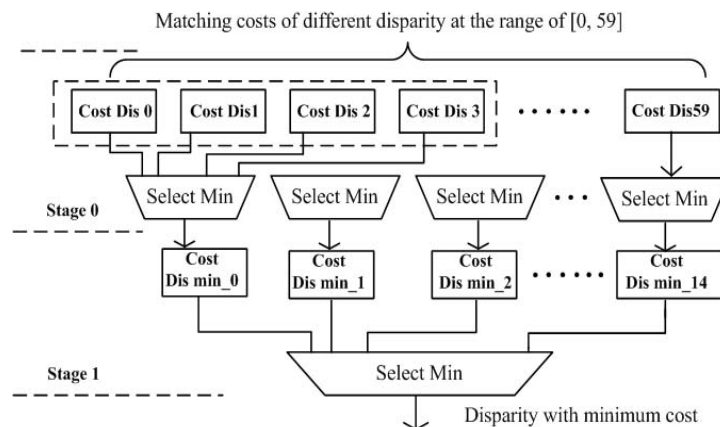 Matching costs of different disparity at the range of [0, 59]
Cost Dis 0 Cost Dis1 Cost Dis 2 Cost Dis 3 Cost Dis59
Select Min Select Min Select Min Select Min
Stage 0
Cost Cost Cost Cost
Dis min_0 Dis min_1 Dis min_2 Dis min_14
Select Min
Stage 1
Disparity with minimum cost